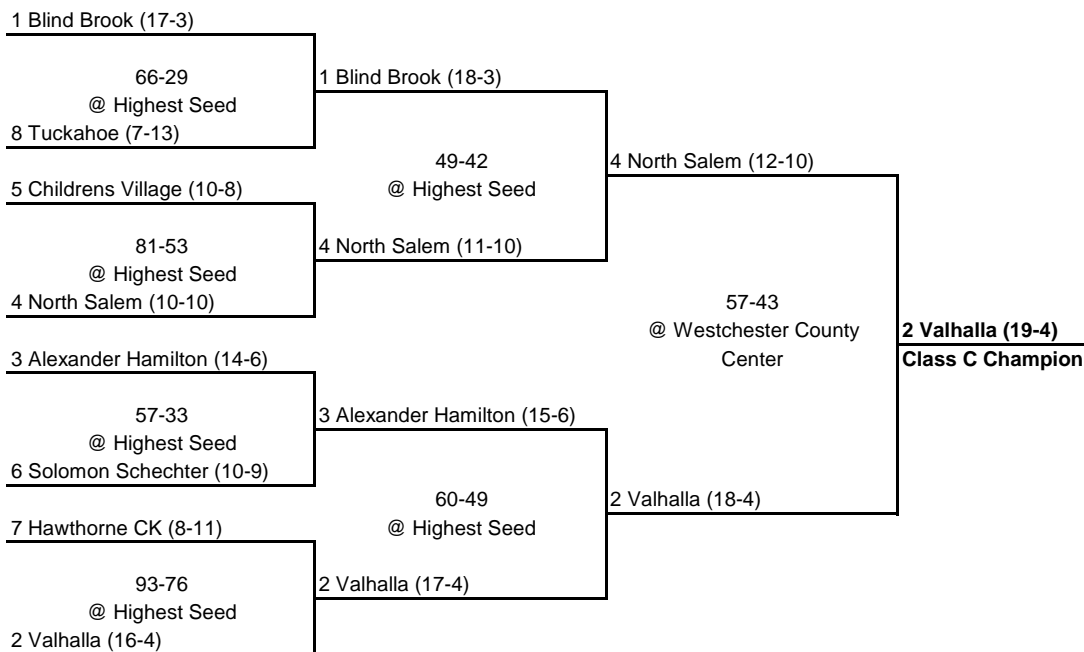 1 Blind Brook (17-3)
66-29
@ Highest Seed
8 Tuckahoe (7-13)
5 Childrens Village (10-8)
81-53
@ Highest Seed
4 North Salem (10-10)
3 Alexander Hamilton (14-6)
57-33
@ Highest Seed
6 Solomon Schechter (10-9)
7 Hawthorne CK (8-11)
93-76
@ Highest Seed
2 Valhalla (16-4)
1 Blind Brook (18-3)
49-42
@ Highest Seed
4 North Salem (11-10)
3 Alexander Hamilton (15-6)
60-49
@ Highest Seed
2 Valhalla (17-4)
4 North Salem (12-10)
57-43
@ Westchester County
Center
2 Valhalla (18-4)
2 Valhalla (19-4)
Class C Champion